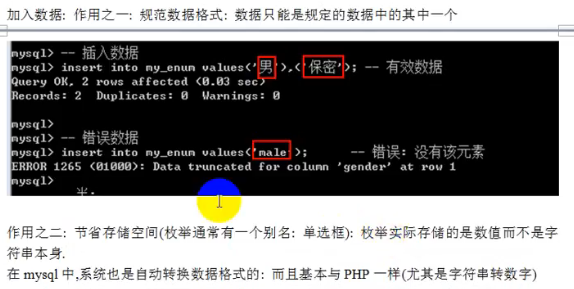 加入数据: 作用之一: 规范数据格式: 数据只能是规定的数据中的其中一个
mysql> -- 插入数据
mysql> insert into my_enum values('男'),('保密'); -- 有效数据
Query OK, 2 rows affected (0.03 sec)
Records: 2  Duplicates: 0  Warnings: 0
mysql>
mysql> -- 错误数据
mysql> insert into my_enum values('male');      -- 错误: 没有该元素
ERROR 1265 (01000): Data truncated for column 'gender' at row 1
mysql>
作用之二: 节省存储空间(枚举通常有一个别名: 单选框): 枚举实际存储的是数值而不是字
符串本身.
在 mysql 中,系统也是自动转换数据格式的: 而且基本与 PHP 一样(尤其是字符串转数字)